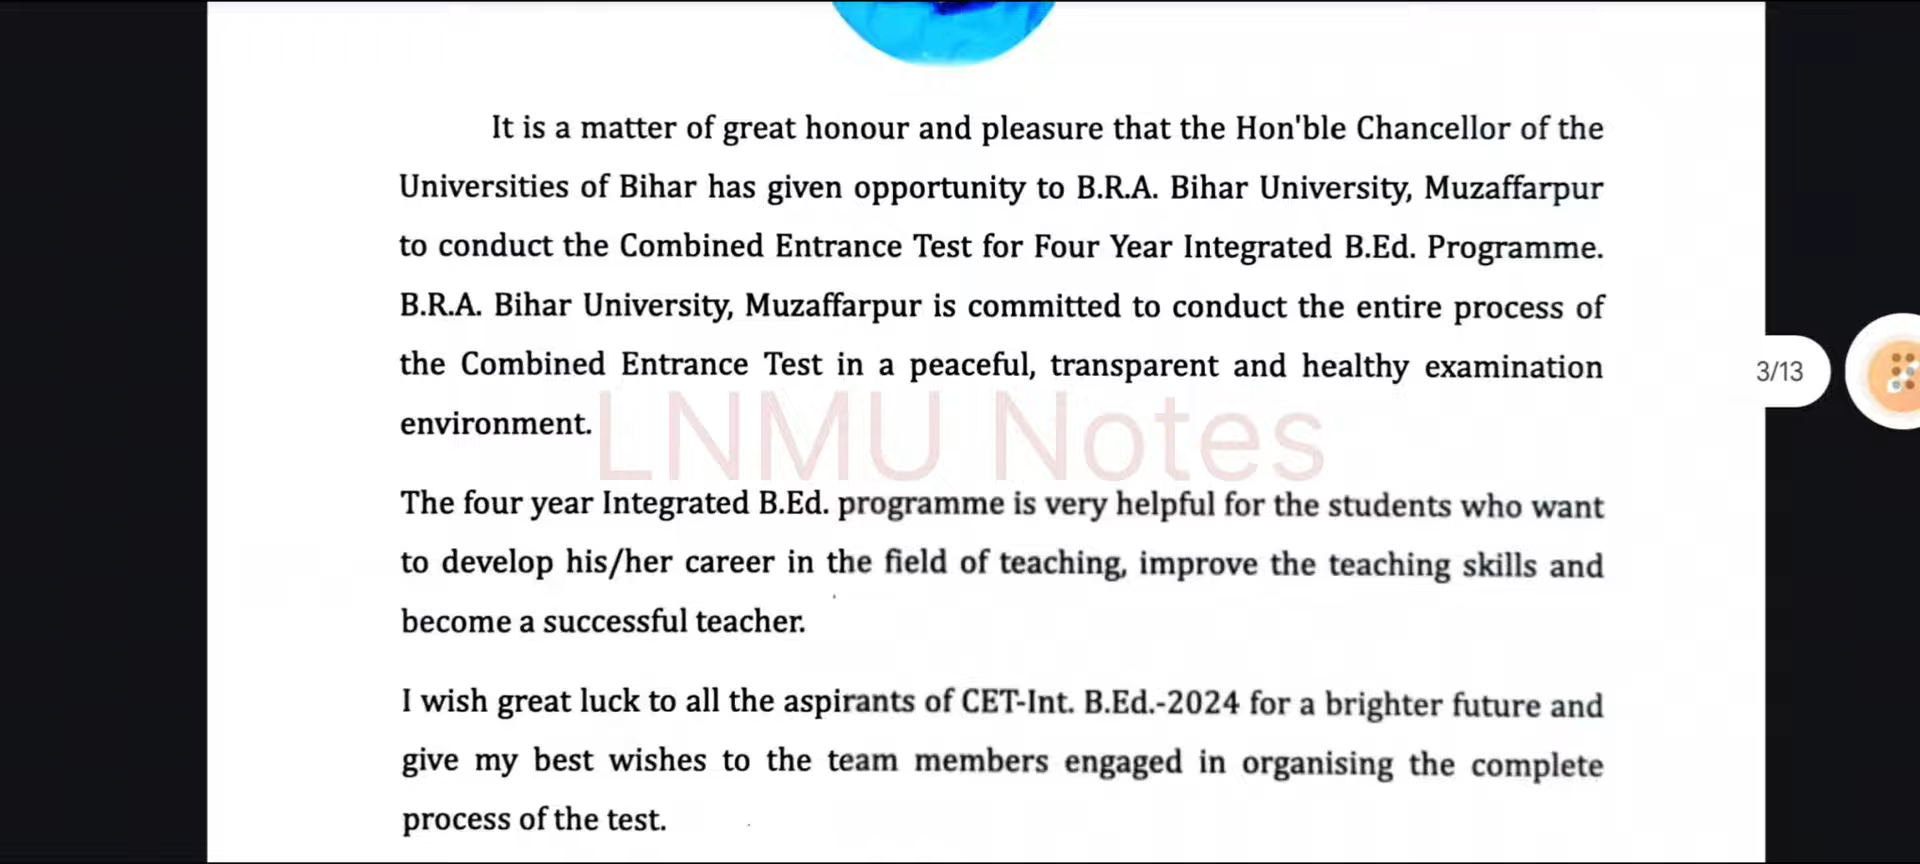 It is a matter of great honour and pleasure that the Hon'ble Chancellor of the
Universities of Bihar has given opportunity to B.R.A. Bihar University, Muzaffarpur
to conduct the Combined Entrance Test for Four Year Integrated B.Ed. Programme.
B.R.A. Bihar University, Muzaffarpur is committed to conduct the entire process of
the Combined Entrance Test in a peaceful, transparent and healthy examination
environment.
LNMU Notes
The four year Integrated B.Ed. programme is very helpful for the students who want
to develop his/her career in the field of teaching, improve the teaching skills and
become a successful teacher.
I wish great luck to all the aspirants of CET-Int. B.Ed.-2024 for a brighter future and
give my best wishes to the team members engaged in organising the complete
process of the test.
3/13